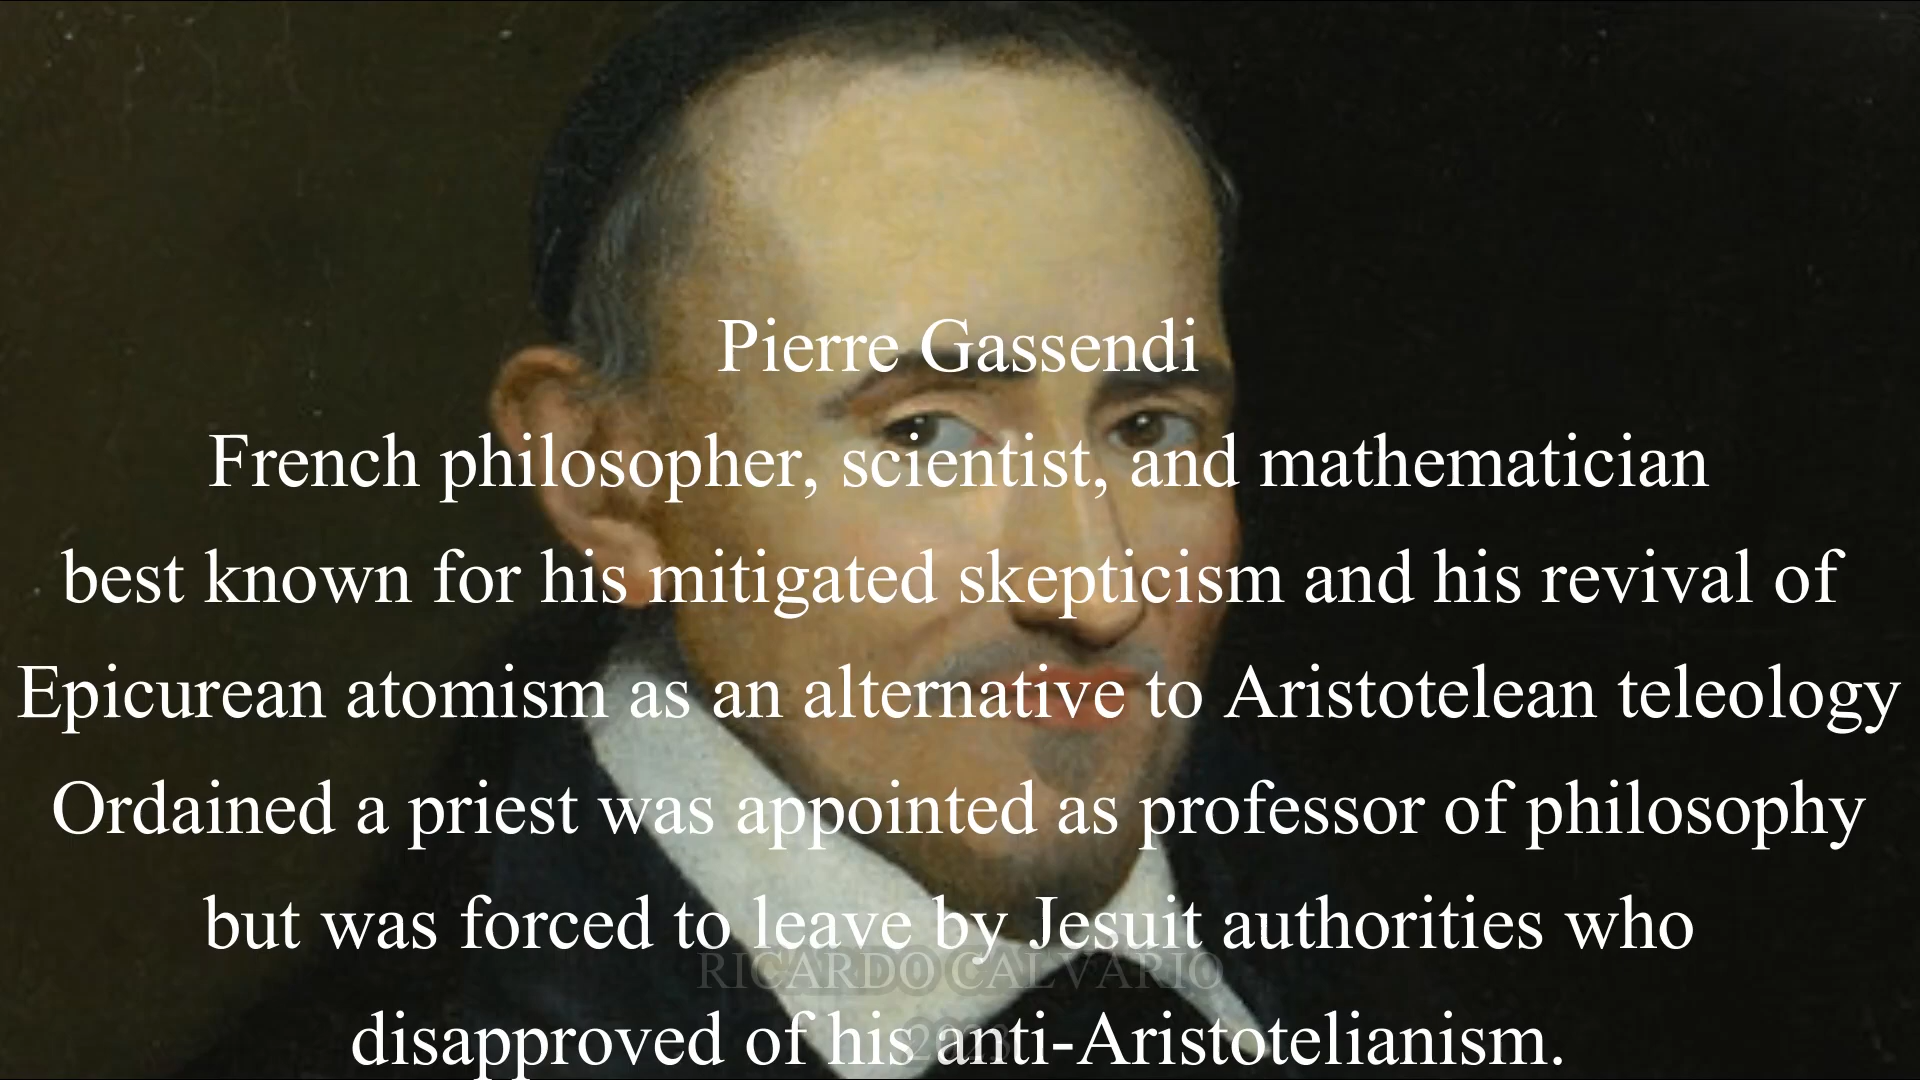 Pierre Gassendi
French philosopher, scientist, and mathematician
best known for his mitigated skepticism and his revival of
Epicurean atomism as an alternative to Aristotelean teleology
Ordained a priest was appointed as professor of philosophy
but was forced to leave by Jesuit authorities who
RICARDO CALVARIO
disapproved of his anti-Aristotelianism.
2023